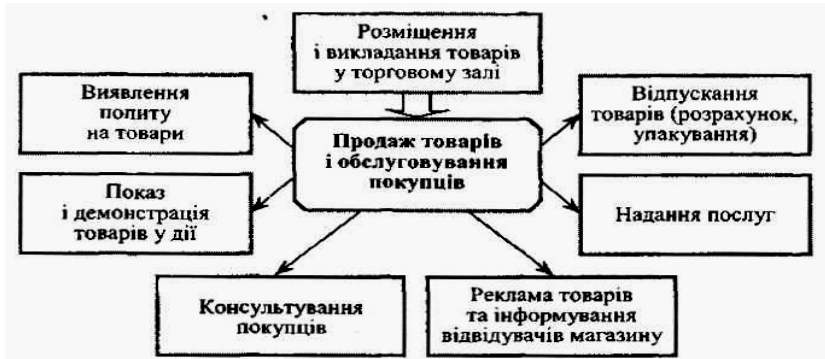 Розміщення
і викладання товарів
у торговому залі
Виявлення
попиту
на товари
Відпускання
товарів (розрахунок,
упакування)
Продаж товарів
і обслуговування
покупців
Показ
і демонстрація
товарів у дії
Надання послуг
Консультування
покупців
Реклама товарів
та інформування
відвідувачів магазину